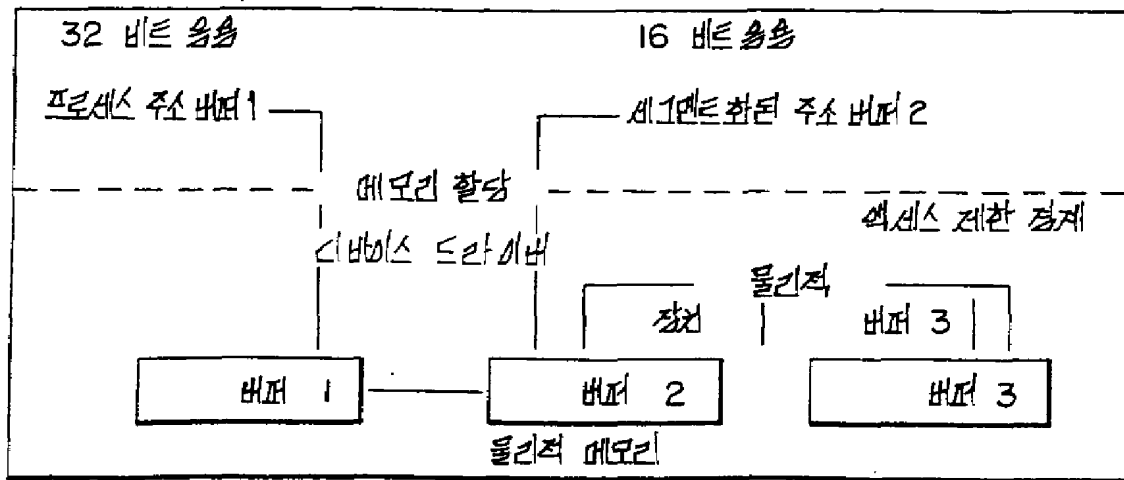 32 비트 응용
16 비트 응용
프로세스 주소 버퍼 1
세그먼트화된 주소 버퍼 2
메모리 할당
액세스 제한 경계
디바이스 드라이버
물리적
장치
버퍼 3
버퍼 1
버퍼 2
버퍼 3
물리적 메모리